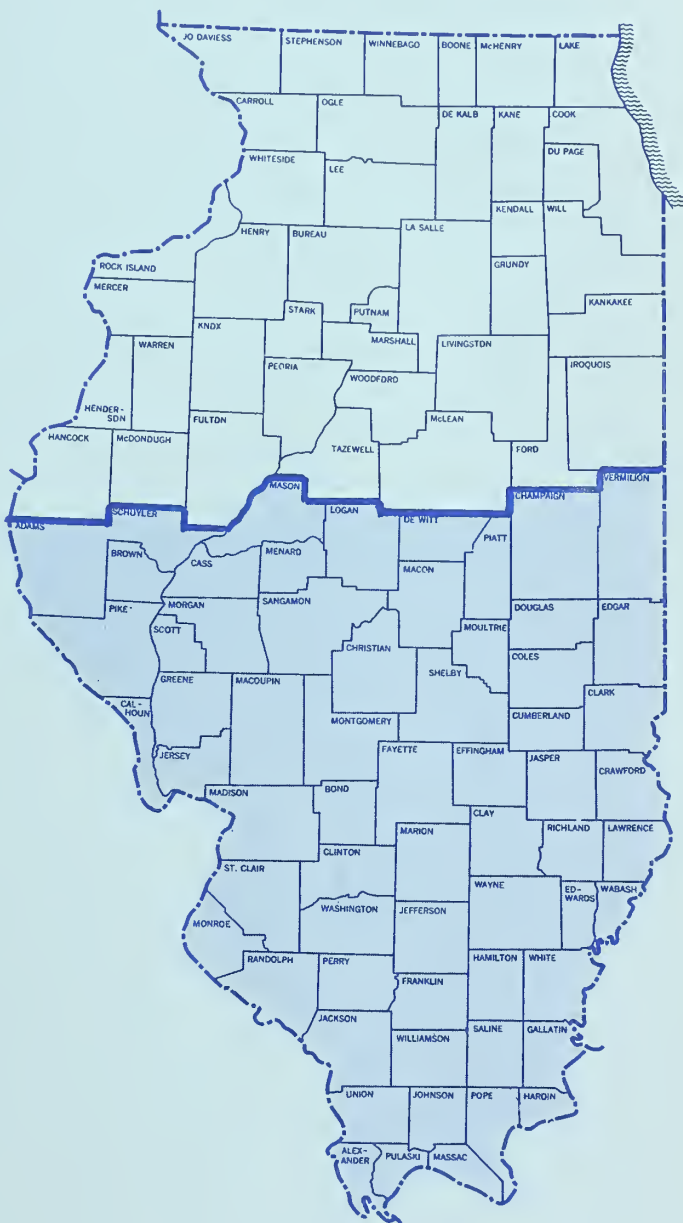 JO DAVIESS
STEPHENSON
WINNEBAGO
BOONE
McHENRY
LAKE
CARROLL
OGLE
DE KALB
KANE
COOK
DU PAGE
WHITESIDE
LEE
KENDALL
WILL
HENRY
BUREAU
LA SALLE
GRUNDY
ROCK ISLAND
MERCER
KANKAKEE
STARK
PUTNAM
KNOX
MARSHALL
LIVINGSTON
WARREN
PEORIA
WOODFORD
IROQUOIS
HENDER-
SON
FULTON
McLEAN
HANCOCK
McDONOUGH
TAZEWELL
FORD
MASON
CHAMPAIGN
VERMILION
SCHUYLER
LOGAN
DE WITT
ADAMS
PIATT
BROWN
CASS
MENARD
MACON
PIKE
MORGAN
SANGAMON
DOUGLAS
EDGAR
SCOTT
MOULTRIE
CHRISTIAN
COLES
SHELBY
GREENE
MACOUPIN
CLARK
CAL-
HOUN
MONTGOMERY
CUMBERLAND
JERSEY
FAYETTE
EFFINGHAM
JASPER
CRAWFORD
MADISON
BOND
CLAY
MARION
RICHLAND
LAWRENCE
CLINTON
ST. CLAIR
WAYNE
ED-
WARDS
WABASH
WASHINGTON
JEFFERSON
MONROE
RANDOLPH
PERRY
HAMILTON
WHITE
FRANKLIN
JACKSON
SALINE
GALLATIN
WILLIAMSON
UNION
JOHNSON
POPE
HARDIN
ALEX-
ANDER
PULASKI
MASSAC